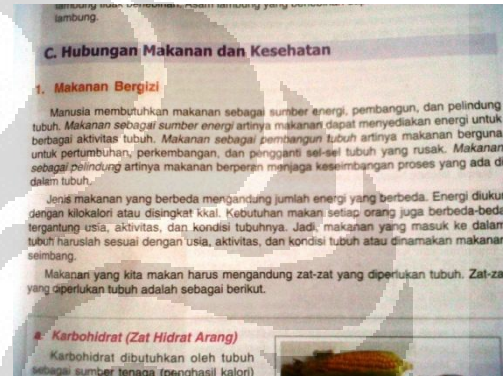 lambung.
C. Hubungan Makanan dan Kesehatan
1. Makanan Bergizi
Manusia membutuhkan makanan sebagai sumber energi, pembangun, dan pelindung
tubuh. Makanan sebagai sumber energi artinya makanan dapat menyediakan energi untuk
berbagai aktivitas tubuh. Makanan sebagai pembangun tubuh artinya makanan berguna
untuk pertumbuhan, perkembangan, dan pengganti sel-sel tubuh yang rusak. Makanan
sebagai pelindung artinya makanan berperan menjaga keseimbangan proses yang ada di
dalam tubuh.
Jenis makanan yang berbeda mengandung jumlah energi yang berbeda. Energi diukur
dengan kilokalori atau disingkat kkal. Kebutuhan makan setiap orang juga berbeda-beda
tergantung usia, aktivitas, dan kondisi tubuhnya. Jadi, makanan yang masuk ke dalam
tubuh haruslah sesuai dengan usia, aktivitas, dan kondisi tubuh atau dinamakan makanan
seimbang.
Makanan yang kita makan harus mengandung zat-zat yang diperlukan tubuh. Zat-za
yang diperlukan tubuh adalah sebagai berikut.
a. Karbohidrat (Zat Hidrat Arang)
Karbohidrat dibutuhkan oleh tubuh
sebagai sumber tenaga (penghasil kalori)